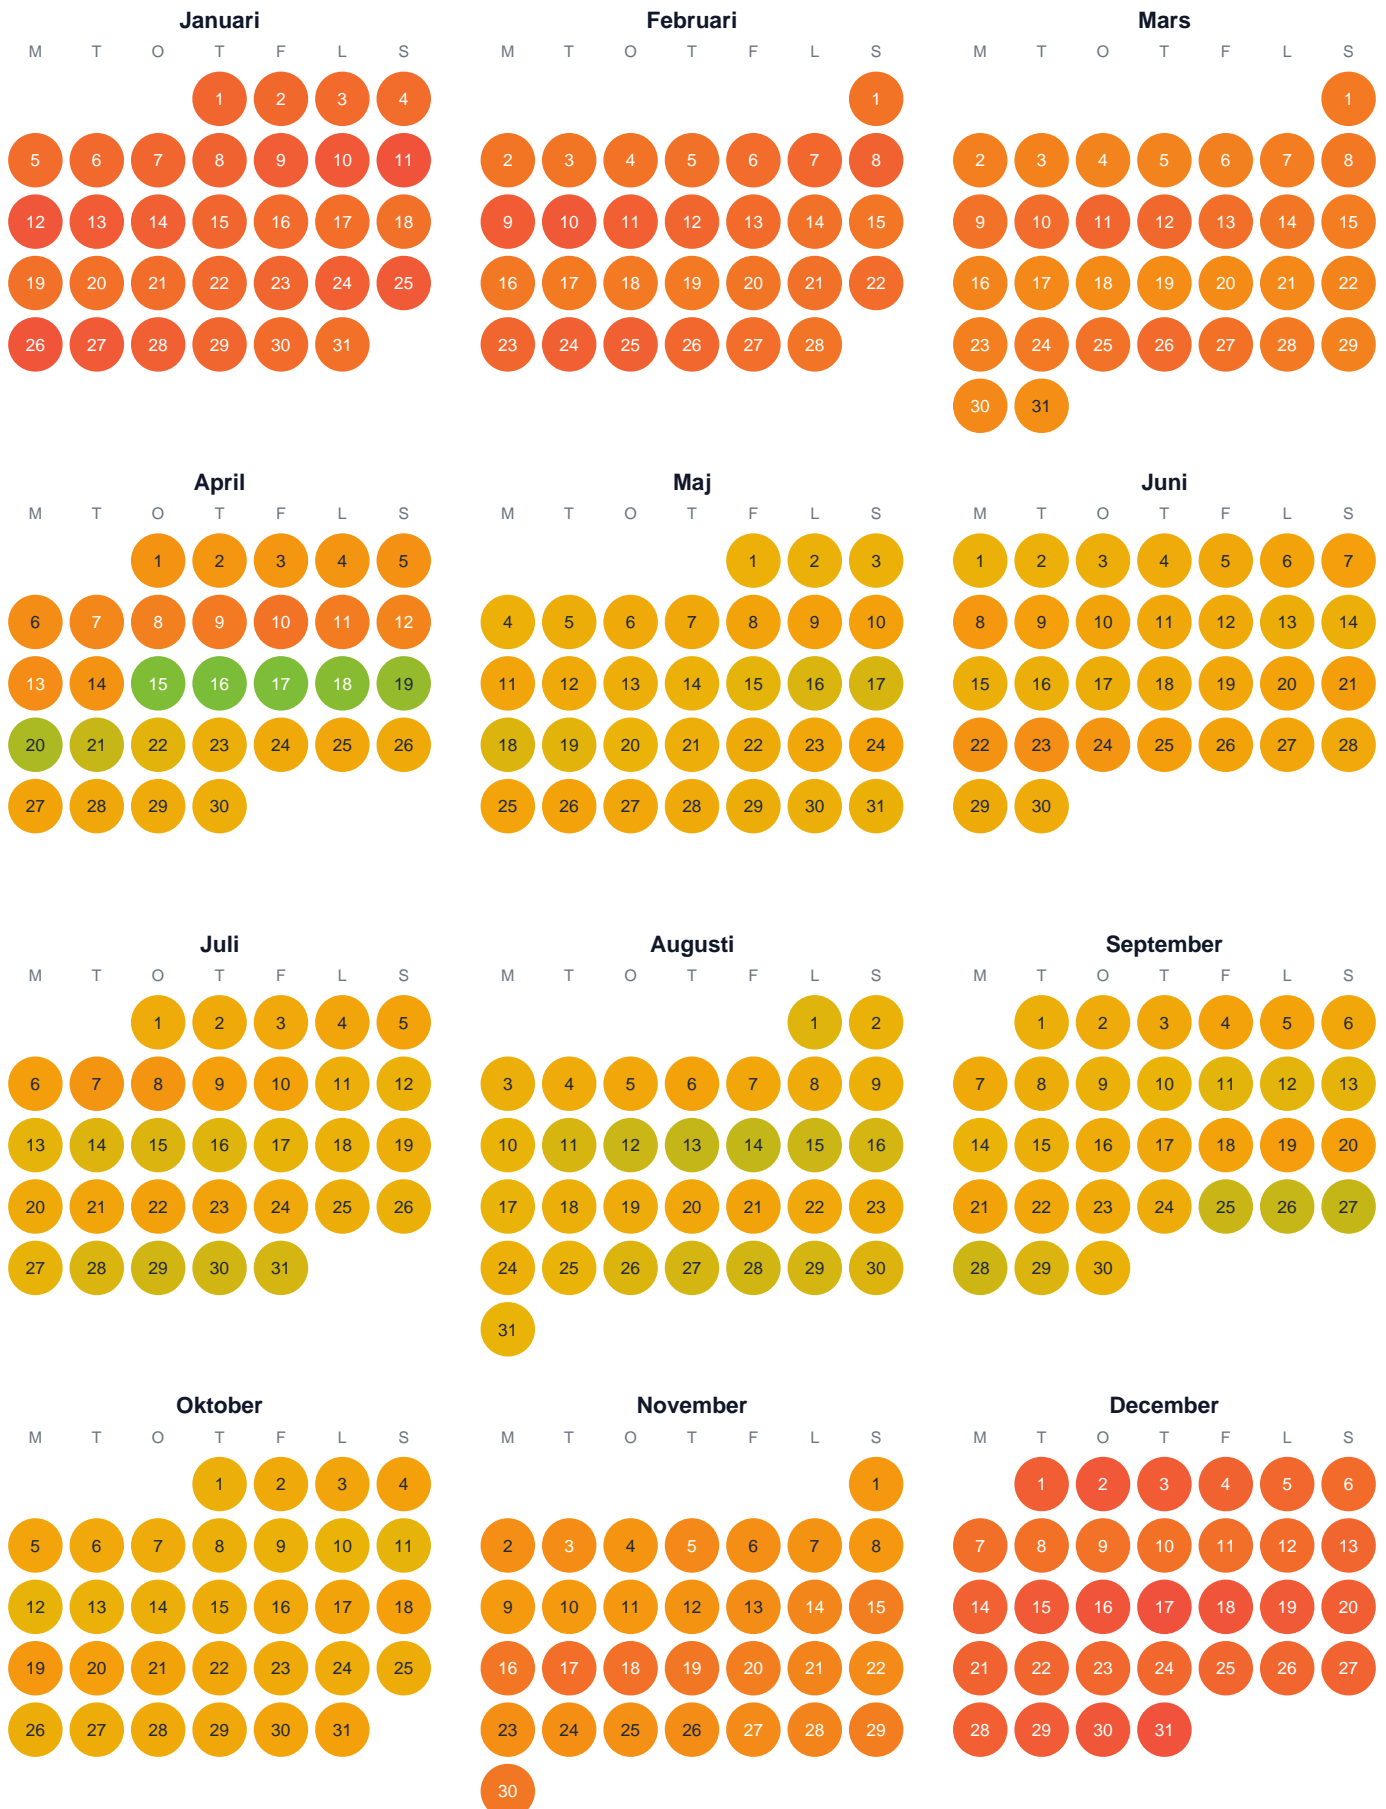 Januari Februari Mars
M T O T F L S M T O T F L S M T O T F L S
1 2 3 4 1 1
5 6 7 8 9 10 11 2 3 4 5 6 7 8 2 3 4 5 6 7 8
12 13 14 15 16 17 18 9 10 11 12 13 14 15 9 10 11 12 13 14 15
19 20 21 22 23 24 25 16 17 18 19 20 21 22 16 17 18 19 20 21 22
26 27 28 29 30 31 23 24 25 26 27 28 23 24 25 26 27 28 29
30 31
April Maj Juni
M T O T F L S M T O T F L S M T O T F L S
1 2 3 4 5 1 2 3 1 2 3 4 5 6 7
6 7 8 9 10 11 12 4 5 6 7 8 9 10 8 9 10 11 12 13 14
13 14 15 16 17 18 19 11 12 13 14 15 16 17 15 16 17 18 19 20 21
20 21 22 23 24 25 26 18 19 20 21 22 23 24 22 23 24 25 26 27 28
27 28 29 30 25 26 27 28 29 30 31 29 30
Juli Augusti September
M T O T F L S M T O T F L S M T O T F L S
1 2 3 4 5 1 2 1 2 3 4 5 6
6 7 8 9 10 11 12 3 4 5 6 7 8 9 7 8 9 10 11 12 13
13 14 15 16 17 18 19 10 11 12 13 14 15 16 14 15 16 17 18 19 20
20 21 22 23 24 25 26 17 18 19 20 21 22 23 21 22 23 24 25 26 27
27 28 29 30 31 24 25 26 27 28 29 30 28 29 30
31
Oktober November December
M T O T F L S M T O T F L S M T O T F L S
1 2 3 4 1 1 2 3 4 5 6
5 6 7 8 9 10 11 2 3 4 5 6 7 8 7 8 9 10 11 12 13
12 13 14 15 16 17 18 9 10 11 12 13 14 15 14 15 16 17 18 19 20
19 20 21 22 23 24 25 16 17 18 19 20 21 22 21 22 23 24 25 26 27
26 27 28 29 30 31 23 24 25 26 27 28 29 28 29 30 31
30